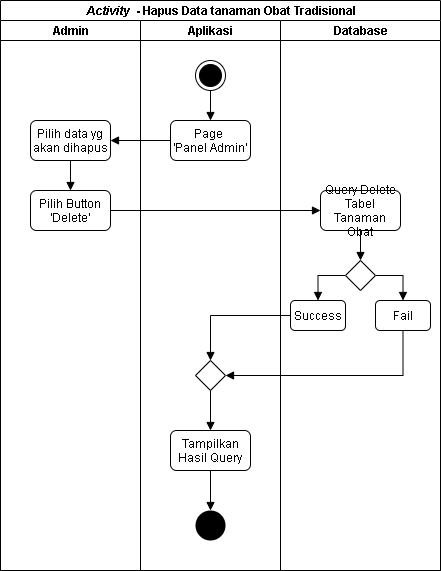 Activity - Hapus Data tanaman Obat Tradisional
Admin
Aplikasi
Database
Pilih data yg
akan dihapus
Page
'Panel Admin'
Pilih Button
'Delete'
Query Delete
Tabel
Tanaman
Obat
Success
Fail
Tampilkan
Hasil Query